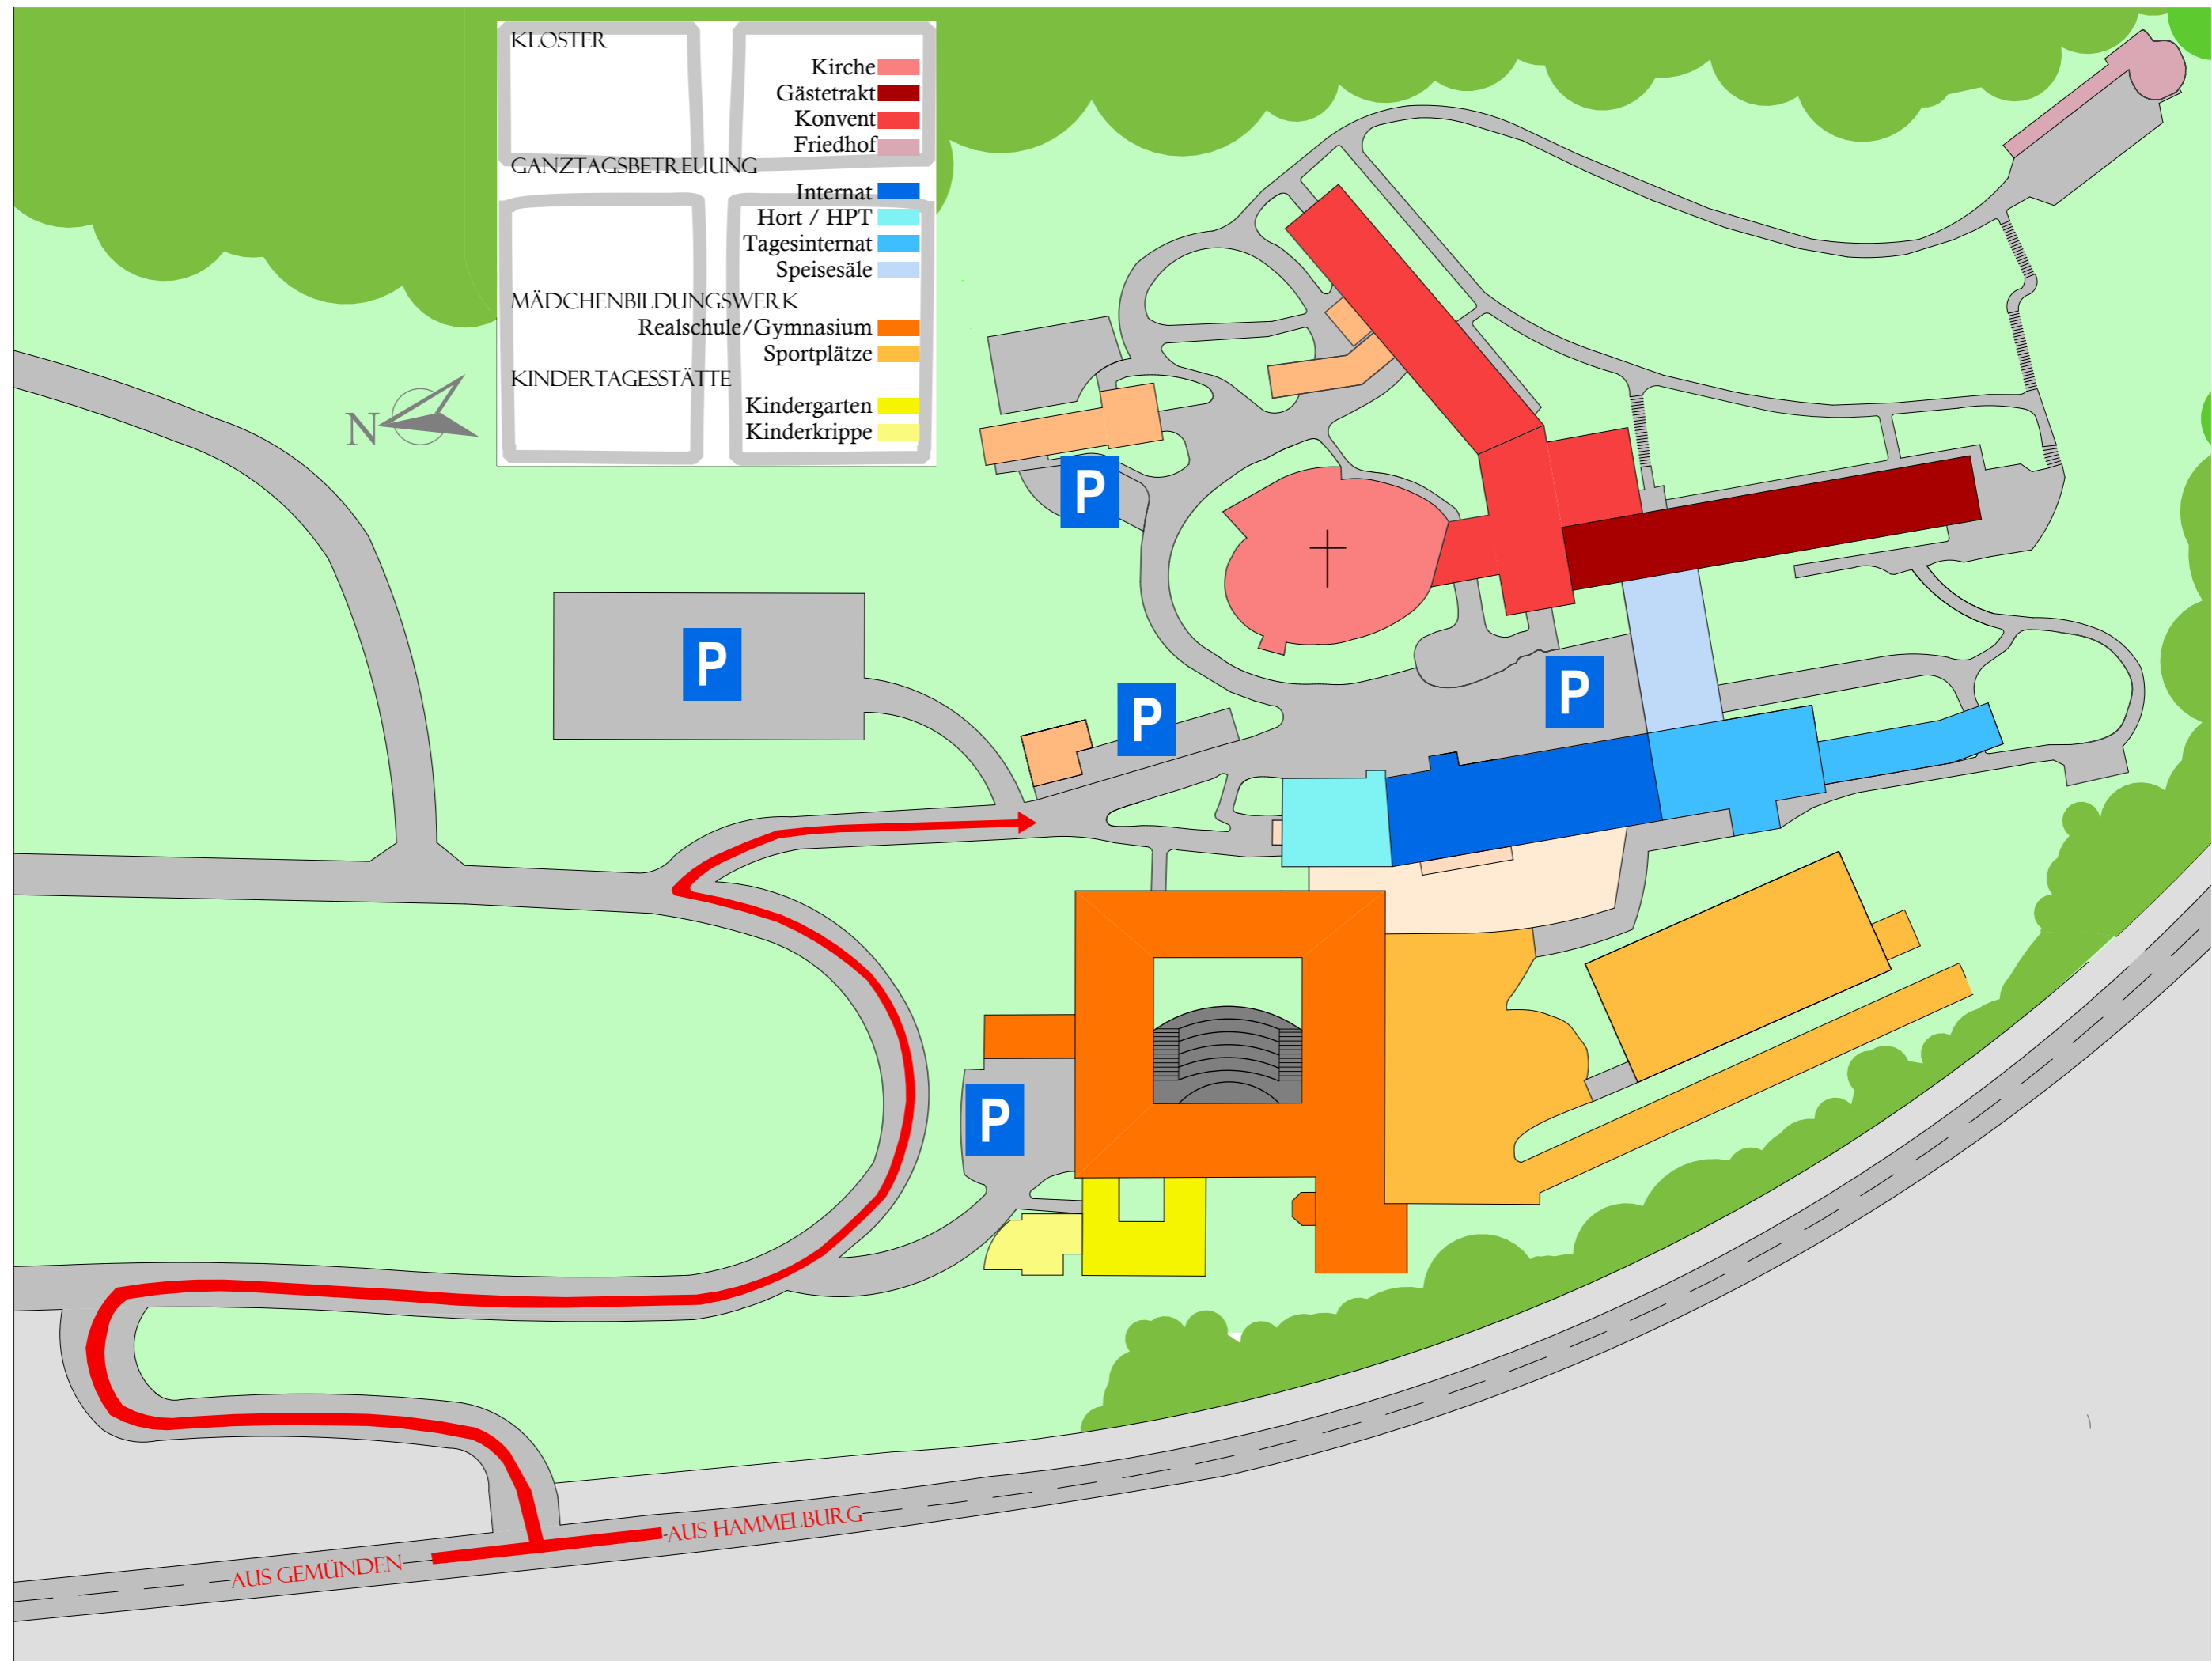 KLOSTER
Kirche
Gästetrakt
Konvent
Friedhof
GANZTAGSBETREUUNG
Internat
Hort / HPT
Tagesinternat
Speisesäle
MÄDCHENBILDUNGSWERK
Realschule/Gymnasium
Sportplätze
KINDERTAGESSTÄTTE
Kindergarten
Kinderkrippe
N
P
P
P
P
P
AUS HAMMELBURG
AUS GEMÜNDEN